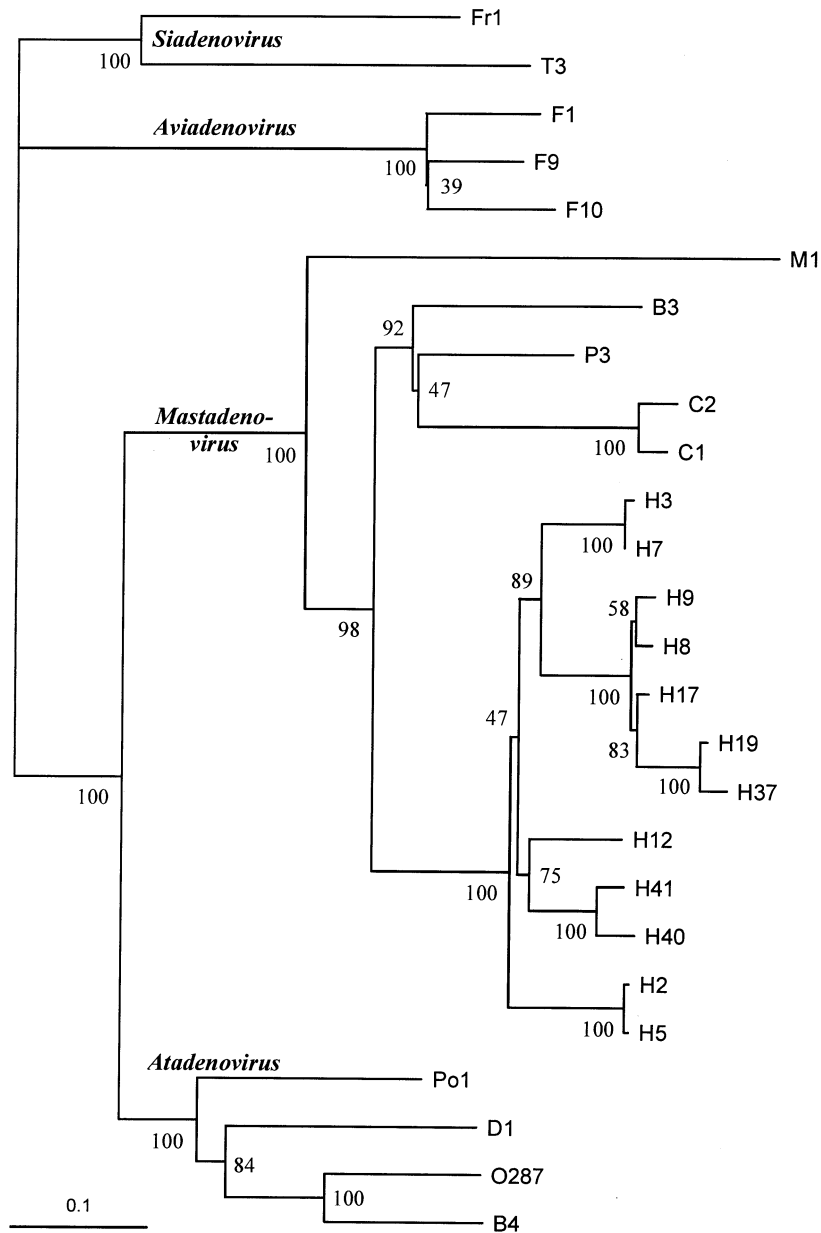 Fr1
Siadenovirus
100
T3
F1
Aviadenovirus
F9
100
39
F10
M1
B3
92
P3
47
C2
Mastadeno-
virus
100
C1
100
H3
H7
100
89
H9
58
H8
98
H17
100
47
H19
83
H37
100
100
H12
75
H41
100
H40
100
H2
H5
100
Atadenovirus
Po1
D1
100
84
O287
100
0.1
B4